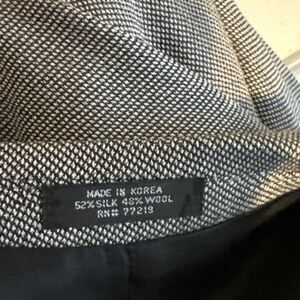 MADE IN KOREA
52% SILK 48% WOOL
RN# 77213